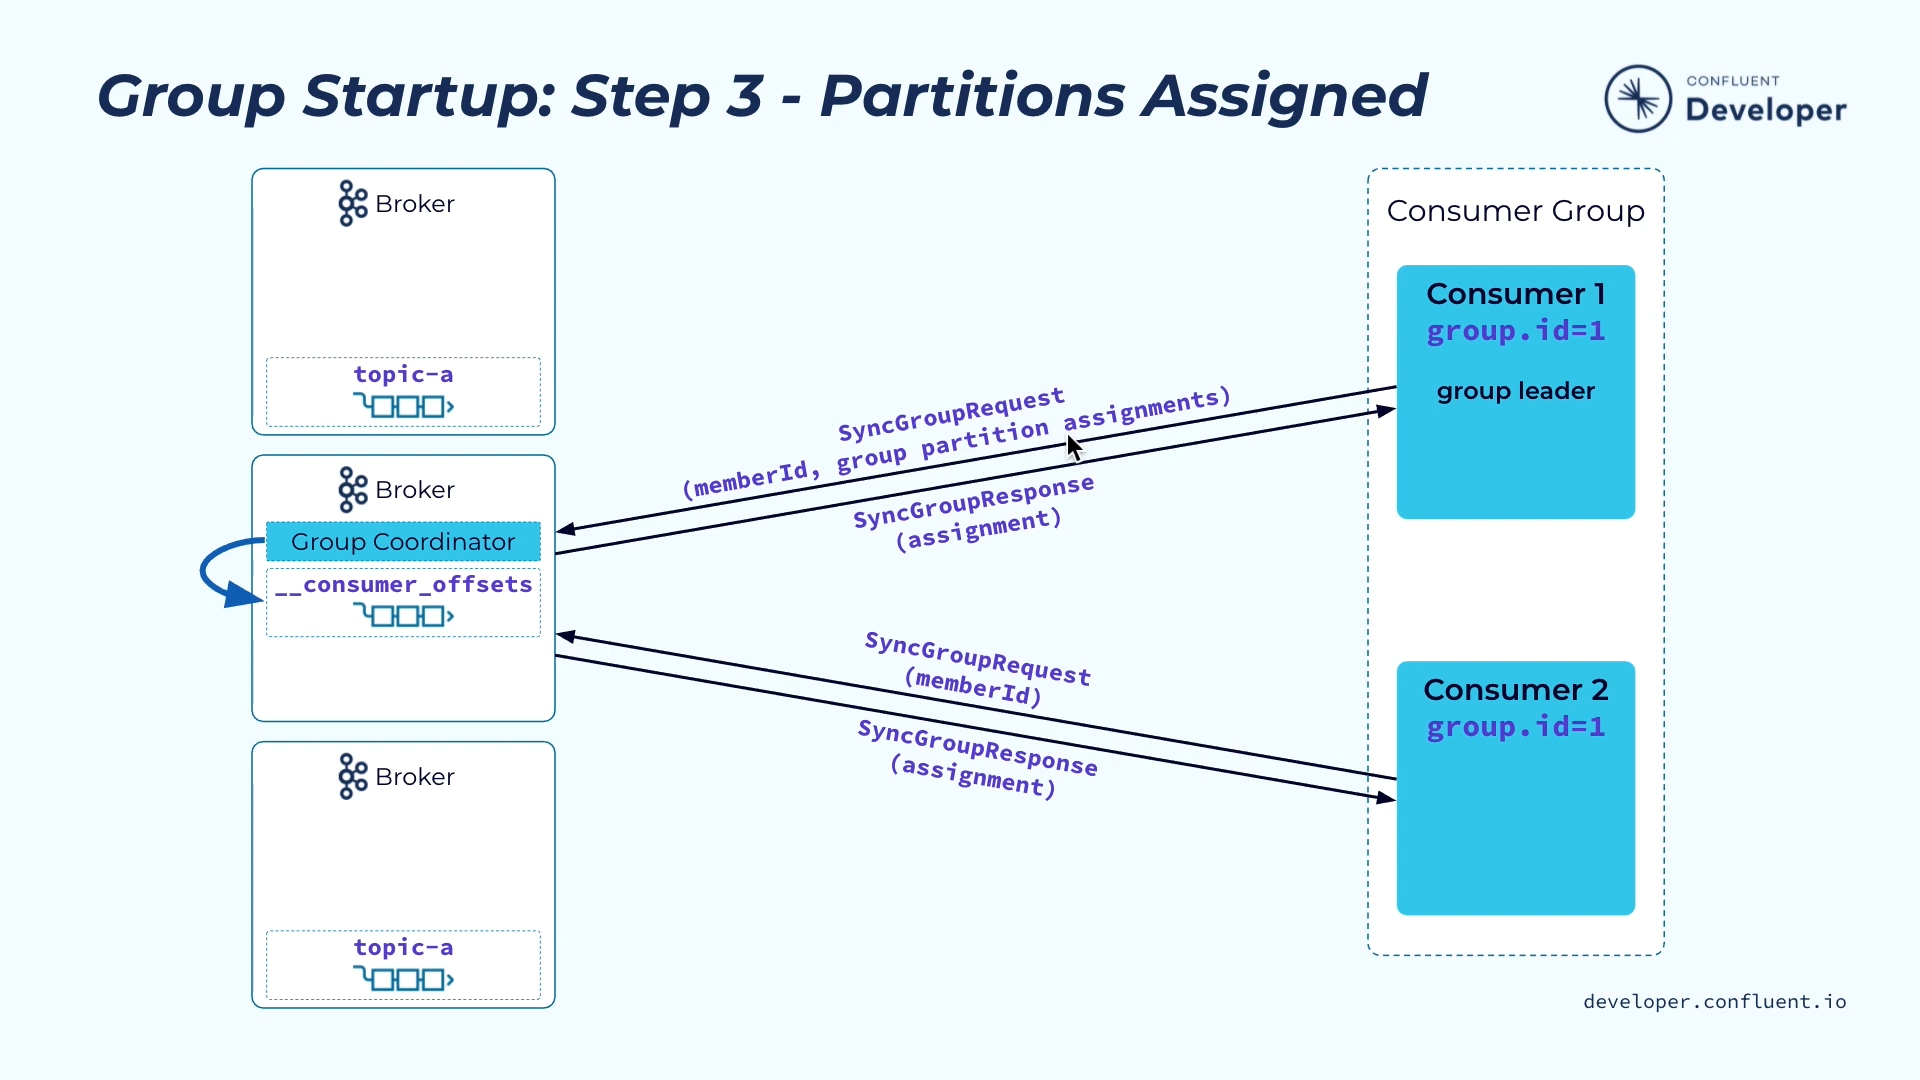 Group Startup: Step 3 - Partitions Assigned
CONFLUENT
Developer
Broker
topic-a
Broker
Group Coordinator
__consumer_offsets
Broker
topic-a
SyncGroupRequest
(memberId, group partition assignments)
SyncGroupResponse
(assignment)
SyncGroupRequest
(memberId)
SyncGroupResponse
(assignment)
Consumer Group
Consumer 1
group.id=1
group leader
Consumer 2
group.id=1
developer.confluent.io